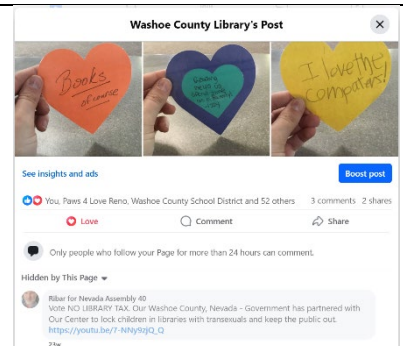 Washoe County Library's Post
Books
of course
I love the
computers!
See insights and ads
Boost post
You, Paws 4 Love Reno, Washoe County School District and 52 others
3 comments 2 shares
Love
Comment
Share
Only people who follow your Page for more than 24 hours can comment.
Hidden by This Page
Ribar for Nevada Assembly 40
Vote NO LIBRARY TAX. Our Washoe County, Nevada - Government has partnered with
Our Center to lock children in libraries with transexuals and keep the public out.
https://youtu.be/7-NNy9zjQ_Q
23w